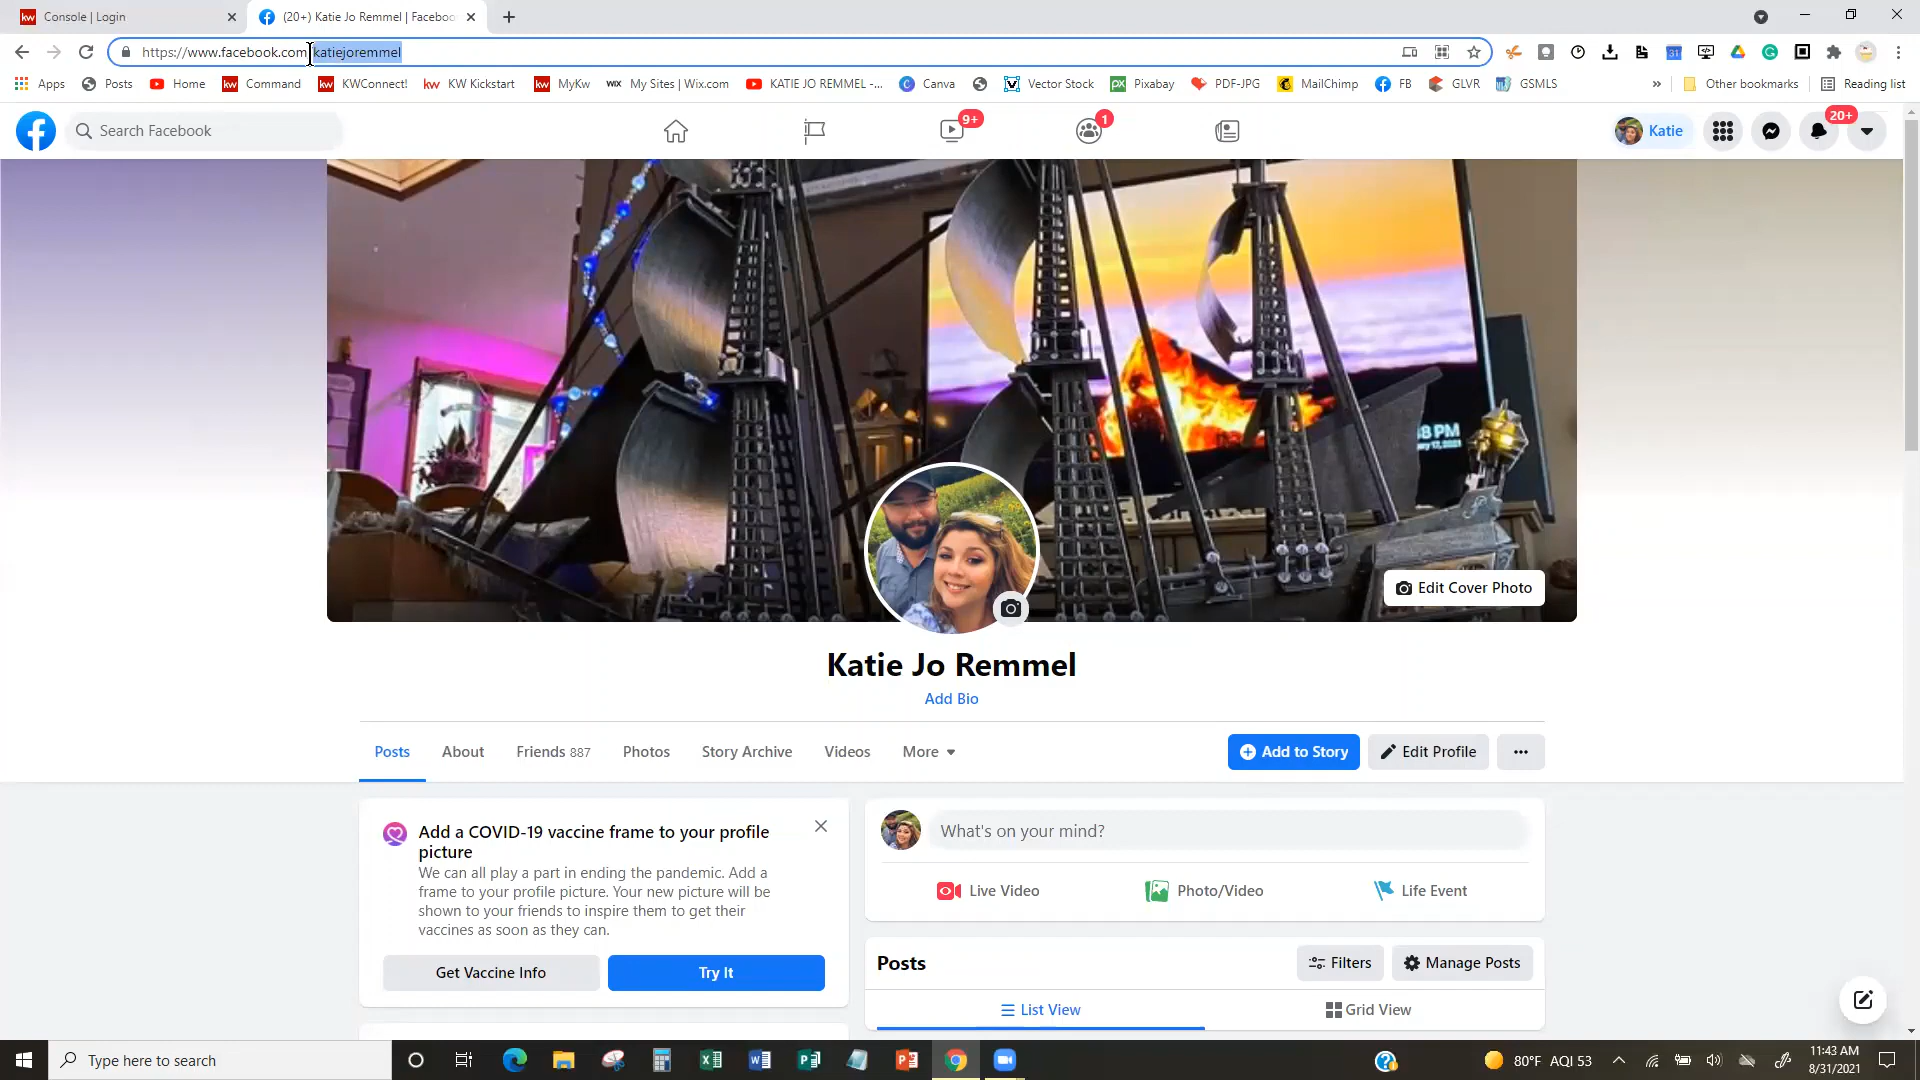 Console | Login
(20+) Katie Jo Remmel | Faceboo
https://www.facebook.com/katiejoremmel
Apps
Posts
Home
Command
KWConnect!
KW Kickstart
MyKw
My Sites | Wix.com
KATIE JO REMMEL -...
Canva
Vector Stock
Pixabay
PDF-JPG
MailChimp
FB
GLVR
GSMLS
Other bookmarks
Reading list
Search Facebook
9+
1
Katie
20+
Edit Cover Photo
Katie Jo Remmel
Add Bio
Posts
About
Friends 887
Photos
Story Archive
Videos
More
Add to Story
Edit Profile
Add a COVID-19 vaccine frame to your profile
picture
We can all play a part in ending the pandemic. Add a
frame to your profile picture. Your new picture will be
shown to your friends to inspire them to get their
vaccines as soon as they can.
Get Vaccine Info
Try It
What's on your mind?
Live Video
Photo/Video
Life Event
Posts
Filters
Manage Posts
List View
Grid View
Type here to search
80°F AQI 53
11:43 AM
8/31/2021